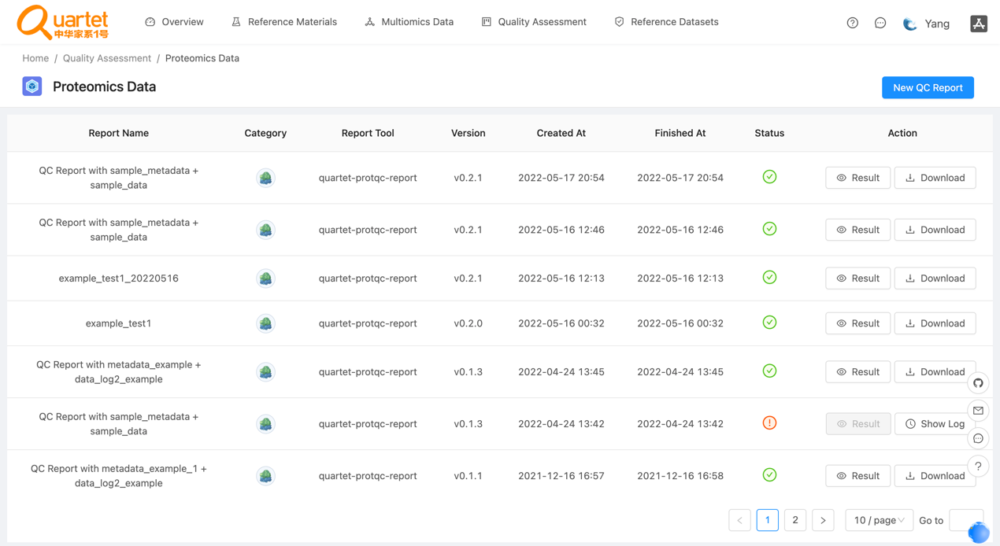 Quartet
中华家系1号
Overview
Reference Materials
Multiomics Data
Quality Assessment
Reference Datasets
Yang
Home / Quality Assessment / Proteomics Data
Proteomics Data
New QC Report
Report Name Category Report Tool Version Created At Finished At Status Action
QC Report with sample_metadata +
sample_data
quartet-protqc-report v0.2.1 2022-05-17 20:54 2022-05-17 20:54 Result Download
QC Report with sample_metadata +
sample_data
quartet-protqc-report v0.2.1 2022-05-16 12:46 2022-05-16 12:46 Result Download
example_test1_20220516 quartet-protqc-report v0.2.1 2022-05-16 12:13 2022-05-16 12:13 Result Download
example_test1 quartet-protqc-report v0.2.0 2022-05-16 00:32 2022-05-16 00:32 Result Download
QC Report with metadata_example +
data_log2_example
quartet-protqc-report v0.1.3 2022-04-24 13:45 2022-04-24 13:45 Result Download
QC Report with sample_metadata +
sample_data
quartet-protqc-report v0.1.3 2022-04-24 13:42 2022-04-24 13:42 Result Show Log
QC Report with metadata_example_1 +
data_log2_example
quartet-protqc-report v0.1.1 2021-12-16 16:57 2021-12-16 16:58 Result Download
< 1 2 > 10 / page Go to